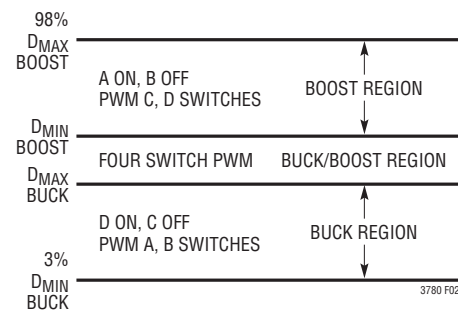 98%
DMAX
BOOST
A ON, B OFF
PWM C, D SWITCHES
BOOST REGION
DMIN
BOOST
FOUR SWITCH PWM
BUCK/BOOST REGION
DMAX
BUCK
D ON, C OFF
PWM A, B SWITCHES
BUCK REGION
3%
DMIN
BUCK
3780 F02